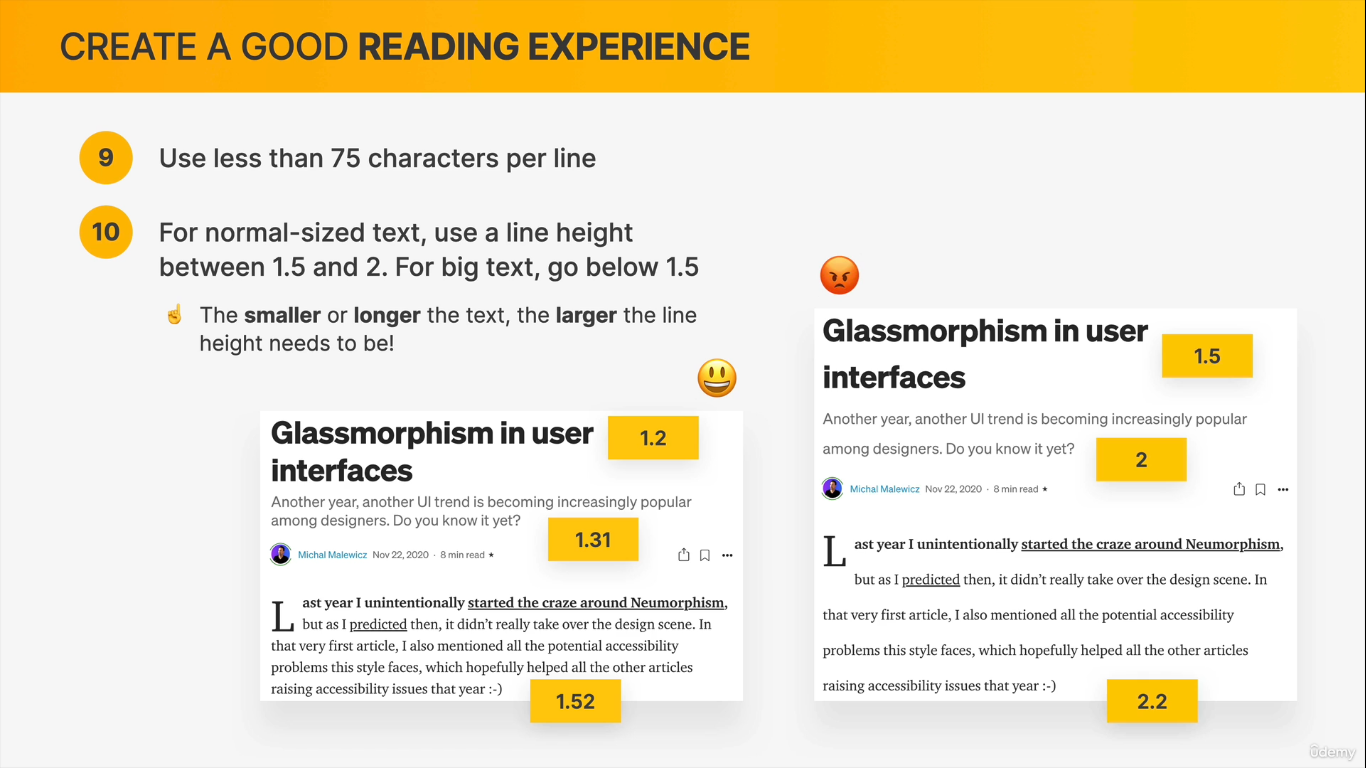 CREATE A GOOD READING EXPERIENCE
9
Use less than 75 characters per line
10
For normal-sized text, use a line height
between 1.5 and 2. For big text, go below 1.5
The smaller or longer the text, the larger the line
height needs to be!
Glassmorphism in user
interfaces
1.2
Another year, another UI trend is becoming increasingly popular
among designers. Do you know it yet?
1.31
Michal Malewicz Nov 22, 2020 · 8 min read ★
Last year I unintentionally started the craze around Neumorphism,
but as I predicted then, it didn’t really take over the design scene. In
that very first article, I also mentioned all the potential accessibility
problems this style faces, which hopefully helped all the other articles
raising accessibility issues that year :-)
1.52
Glassmorphism in user
interfaces
1.5
Another year, another UI trend is becoming increasingly popular
among designers. Do you know it yet?
2
Michal Malewicz Nov 22, 2020 · 8 min read ★
Last year I unintentionally started the craze around Neumorphism,
but as I predicted then, it didn’t really take over the design scene. In
that very first article, I also mentioned all the potential accessibility
problems this style faces, which hopefully helped all the other articles
raising accessibility issues that year :-)
2.2
ûdemy